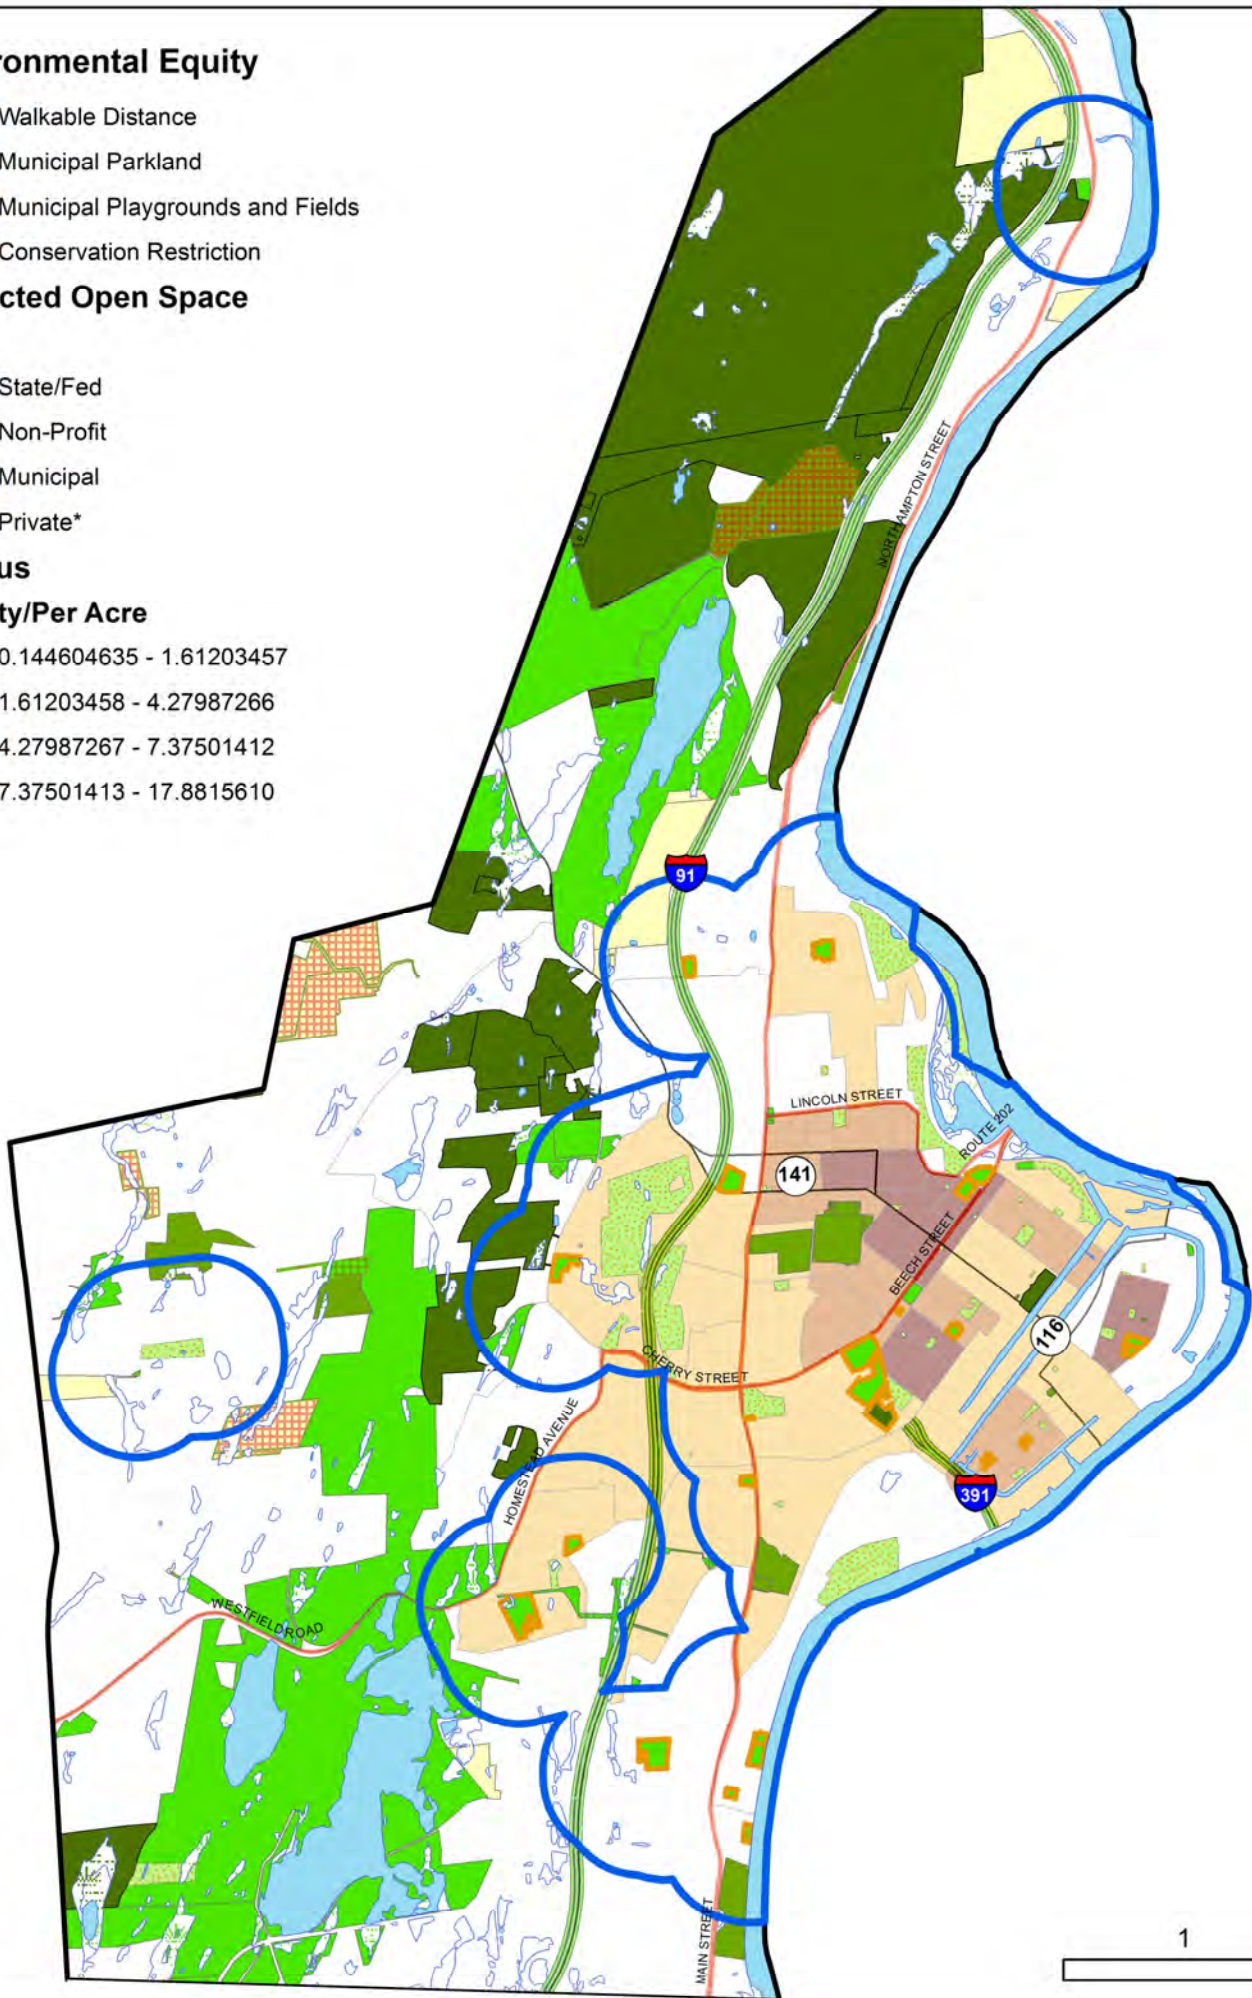 ronmental Equity
Walkable Distance
Municipal Parkland
Municipal Playgrounds and Fields
Conservation Restriction
cted Open Space
State/Fed
Non-Profit
Municipal
Private*
us
ty/Per Acre
0.144604635 - 1.61203457
1.61203458 - 4.27987266
4.27987267 - 7.37501412
7.37501413 - 17.8815610
NORTHAMPTON STREET
91
LINCOLN STREET
ROUTE 202
141
BEECH STREET
116
CHERRY STREET
HOMESTEAD AVENUE
391
WESTFIELD ROAD
MAIN STREET
1